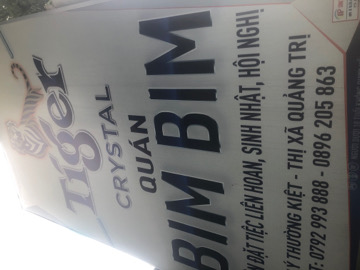 Tiger
CRYSTAL
QUÁN
BIM BIM
ĐẶT TIỆC LIÊN HOAN, SINH NHẬT, HỘI NGHỊ
LÝ THƯỜNG KIỆT - THỊ XÃ QUẢNG TRỊ
0792 993 888 - 0896 205 863